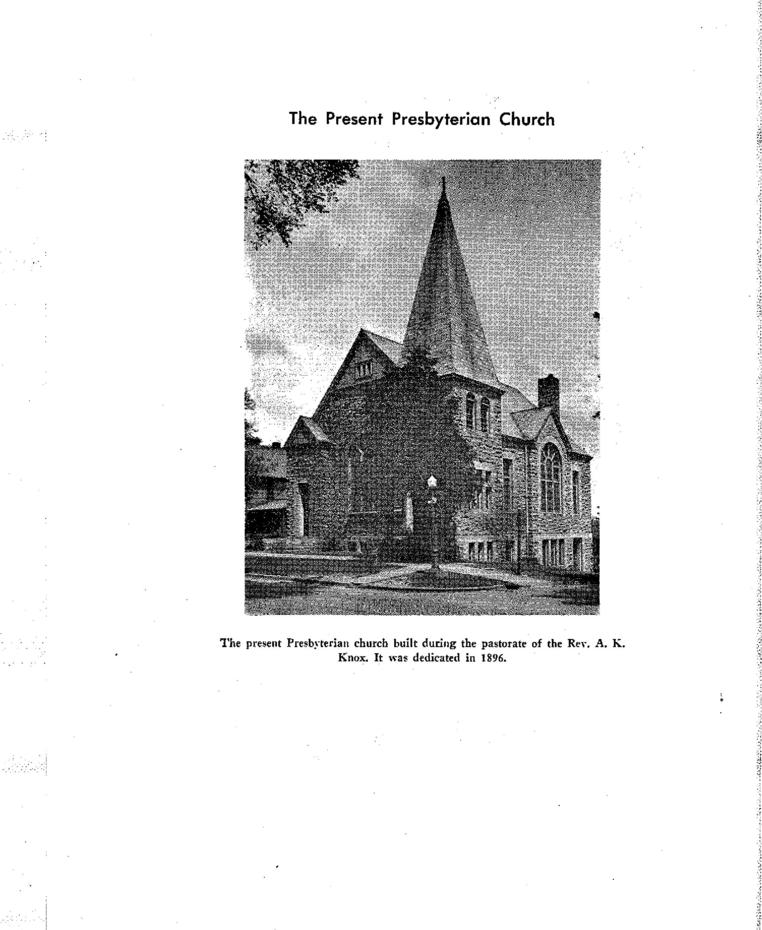 The Present Presbyterian Church
The present Presbyterian church built during the pastorate of the Rev. A. K.
Knox. It was dedicated in 1896.